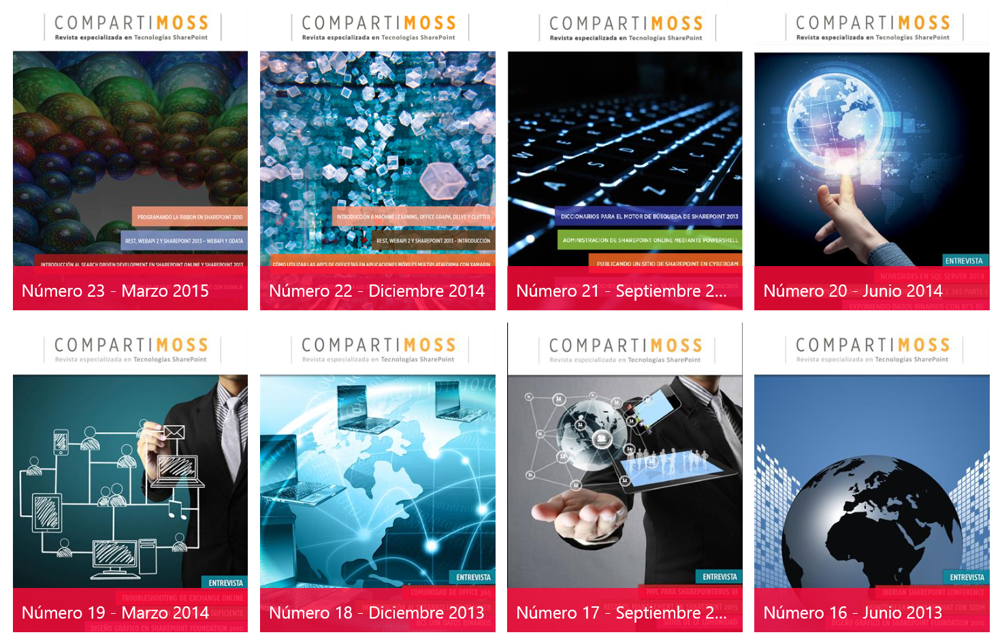 COMPARTIMOSS
Revista especializada en Tecnologías SharePoint
PROGRAMANDO LA RIBBON EN SHAREPOINT 2010
REST, WEBAPI 2 Y SHAREPOINT 2013 – WEBAPI Y ODATA
INTRODUCCIÓN AL SEARCH DRIVEN DEVELOPMENT EN SHAREPOINT ONLINE Y SHAREPOINT 2013
Número 23 - Marzo 2015
COMPARTIMOSS
Revista especializada en Tecnologías SharePoint
INTRODUCCIÓN A MACHINE LEARNING, OFFICE GRAPH, DELVE Y CLUTTER
REST, WEBAPI 2 Y SHAREPOINT 2013 - INTRODUCCIÓN
CÓMO UTILIZAR LAS API'S DE OFFICE365 EN APLICACIONES MÓVILES MULTIPLATAFORMA CON XAMARIN
Número 22 - Diciembre 2014
COMPARTIMOSS
Revista especializada en Tecnologías SharePoint
W E R
A S D F
Z X C
DICCIONARIOS PARA EL MOTOR DE BÚSQUEDA DE SHAREPOINT 2013
ADMINISTRACION DE SHAREPOINT ONLINE MEDIANTE POWERSHELL
PUBLICANDO UN SITIO DE SHAREPOINT EN CYBERDAM
Número 21 - Septiembre 2...
COMPARTIMOSS
Revista especializada en Tecnologías SharePoint
ENTREVISTA
NOVEDADES EN SQL SERVER 2014
365 PARTE I
Número 20 - Junio 2014
EXPONIENDO DATOS BINARIOS CON BCS (II)
COMPARTIMOSS
Revista especializada en Tecnologías SharePoint
ENTREVISTA
TROUBLESHOOTING DE EXCHANGE ONLINE
SUFICIENTE
Número 19 - Marzo 2014
DISEÑO GRÁFICO EN SHAREPOINT FOUNDATION 2010
COMPARTIMOSS
Revista especializada en Tecnologías SharePoint
ENTREVISTA
COMUNIDAD DE OFFICE 365
Número 18 - Diciembre 2013
BCS CON DATOS BINARIOS
COMPARTIMOSS
Revista especializada en Tecnologías SharePoint
ENTREVISTA
MVC PARA SHAREPOINTEROS III
RECORDS MANAGEMENT EN SHAREPOINT 2013
Número 17 - Septiembre 2...
SITIOS DE LA COMUNIDAD
COMPARTIMOSS
Revista especializada en Tecnologías SharePoint
ENTREVISTA
IBERIAN SHAREPOINT CONFERENCE
CON SCOM
Número 16 - Junio 2013
DISEÑO GRÁFICO EN SHAREPOINT FOUNDATION 2010